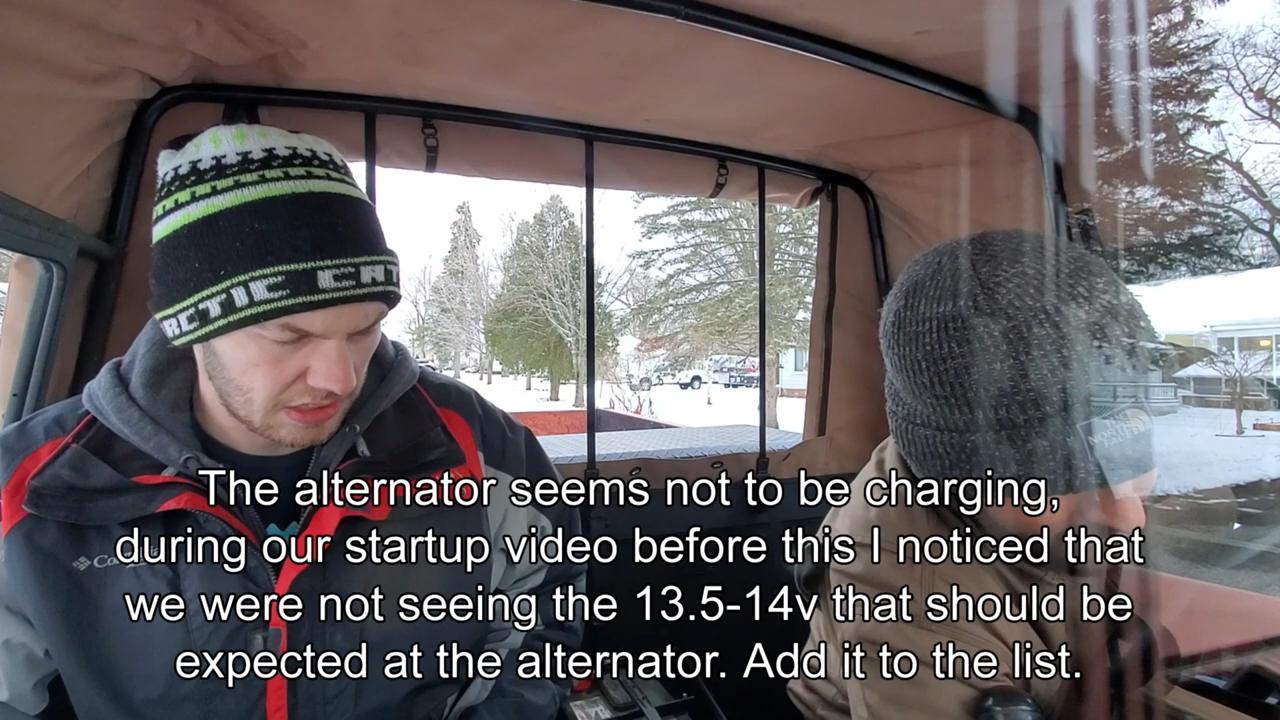 The alternator seems not to be charging,
during our startup video before this I noticed that
we were not seeing the 13.5-14v that should be
expected at the alternator. Add it to the list.